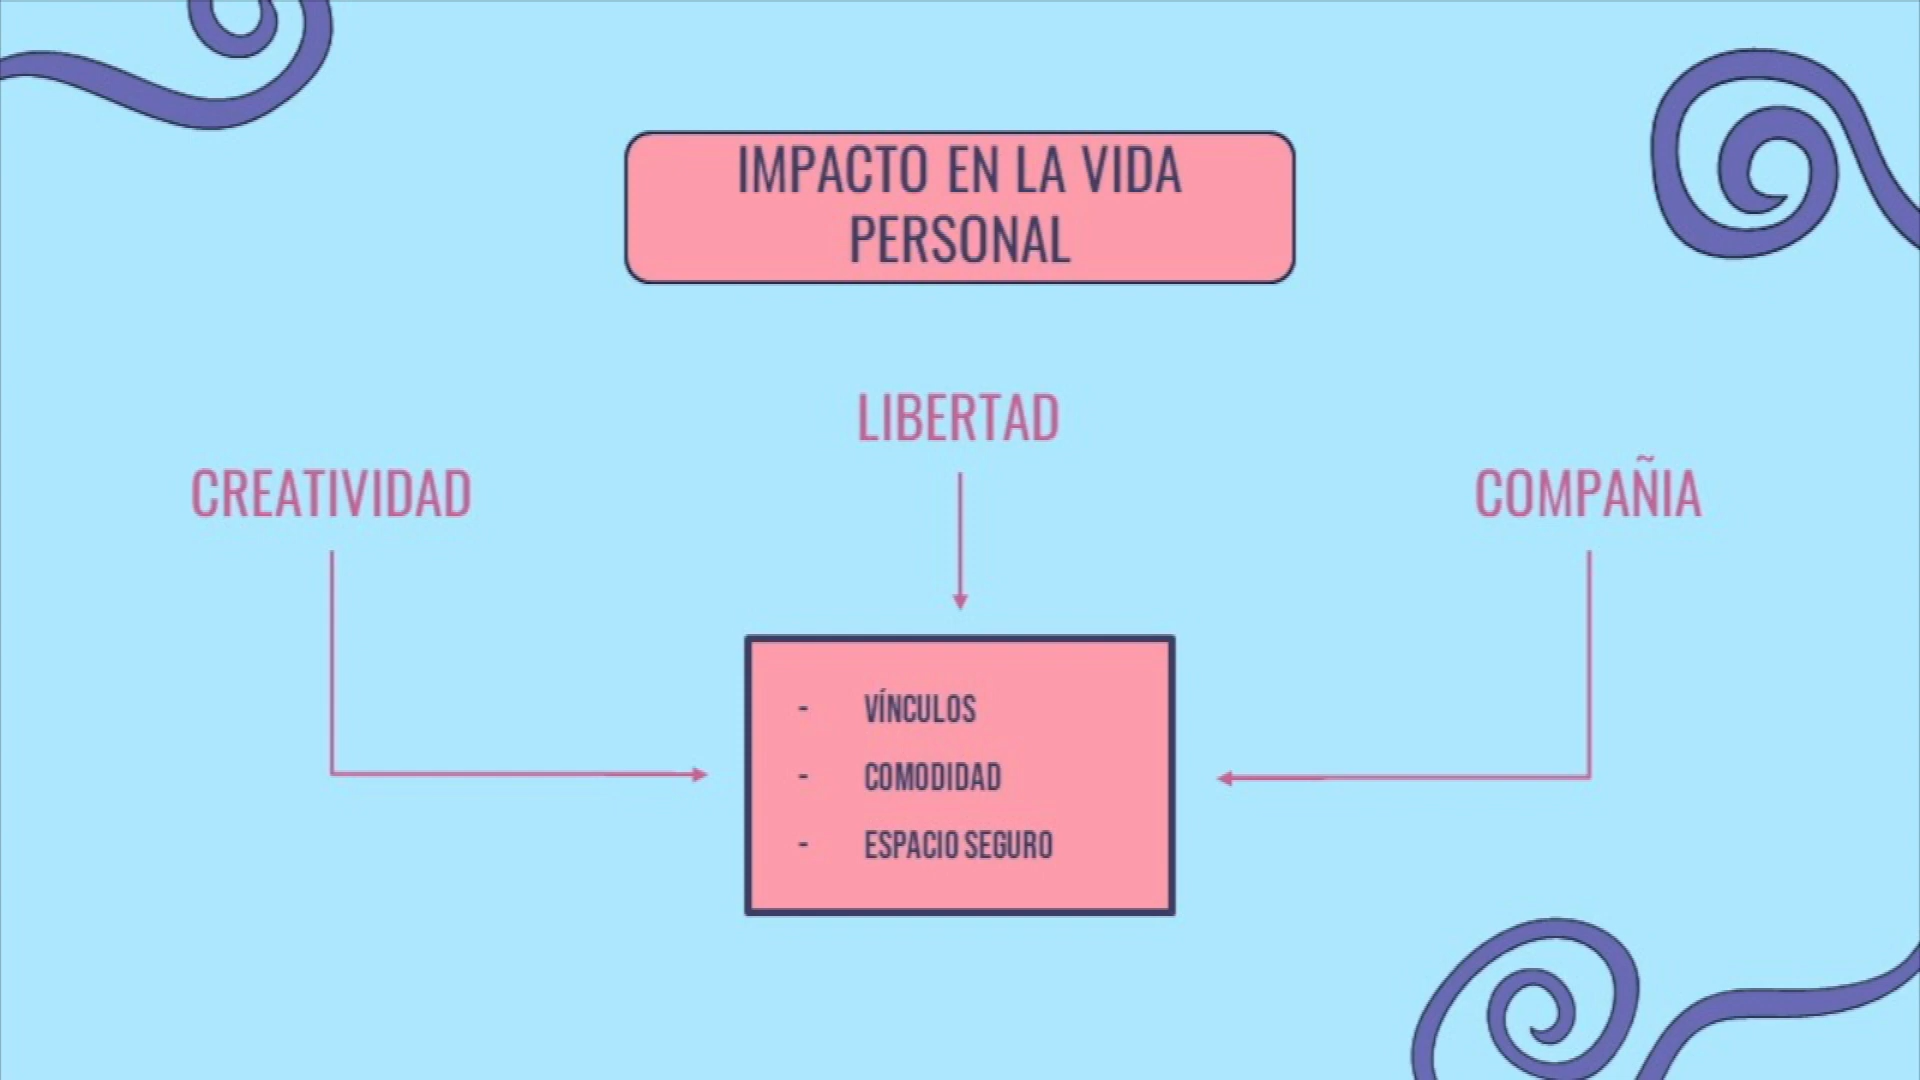 IMPACTO EN LA VIDA
PERSONAL
LIBERTAD
CREATIVIDAD
COMPAÑIA
- VÍNCULOS
- COMODIDAD
- ESPACIO SEGURO